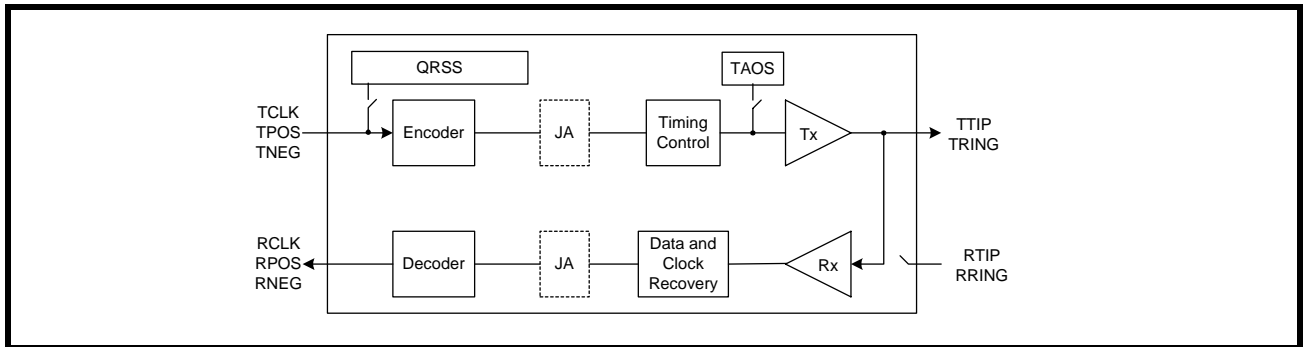 QRSS
TAOS
TCLK
TPOS
TNEG
Encoder
JA
Timing
Control
Tx
TTIP
TRING
RCLK
RPOS
RNEG
Decoder
JA
Data and
Clock
Recovery
Rx
RTIP
RRING